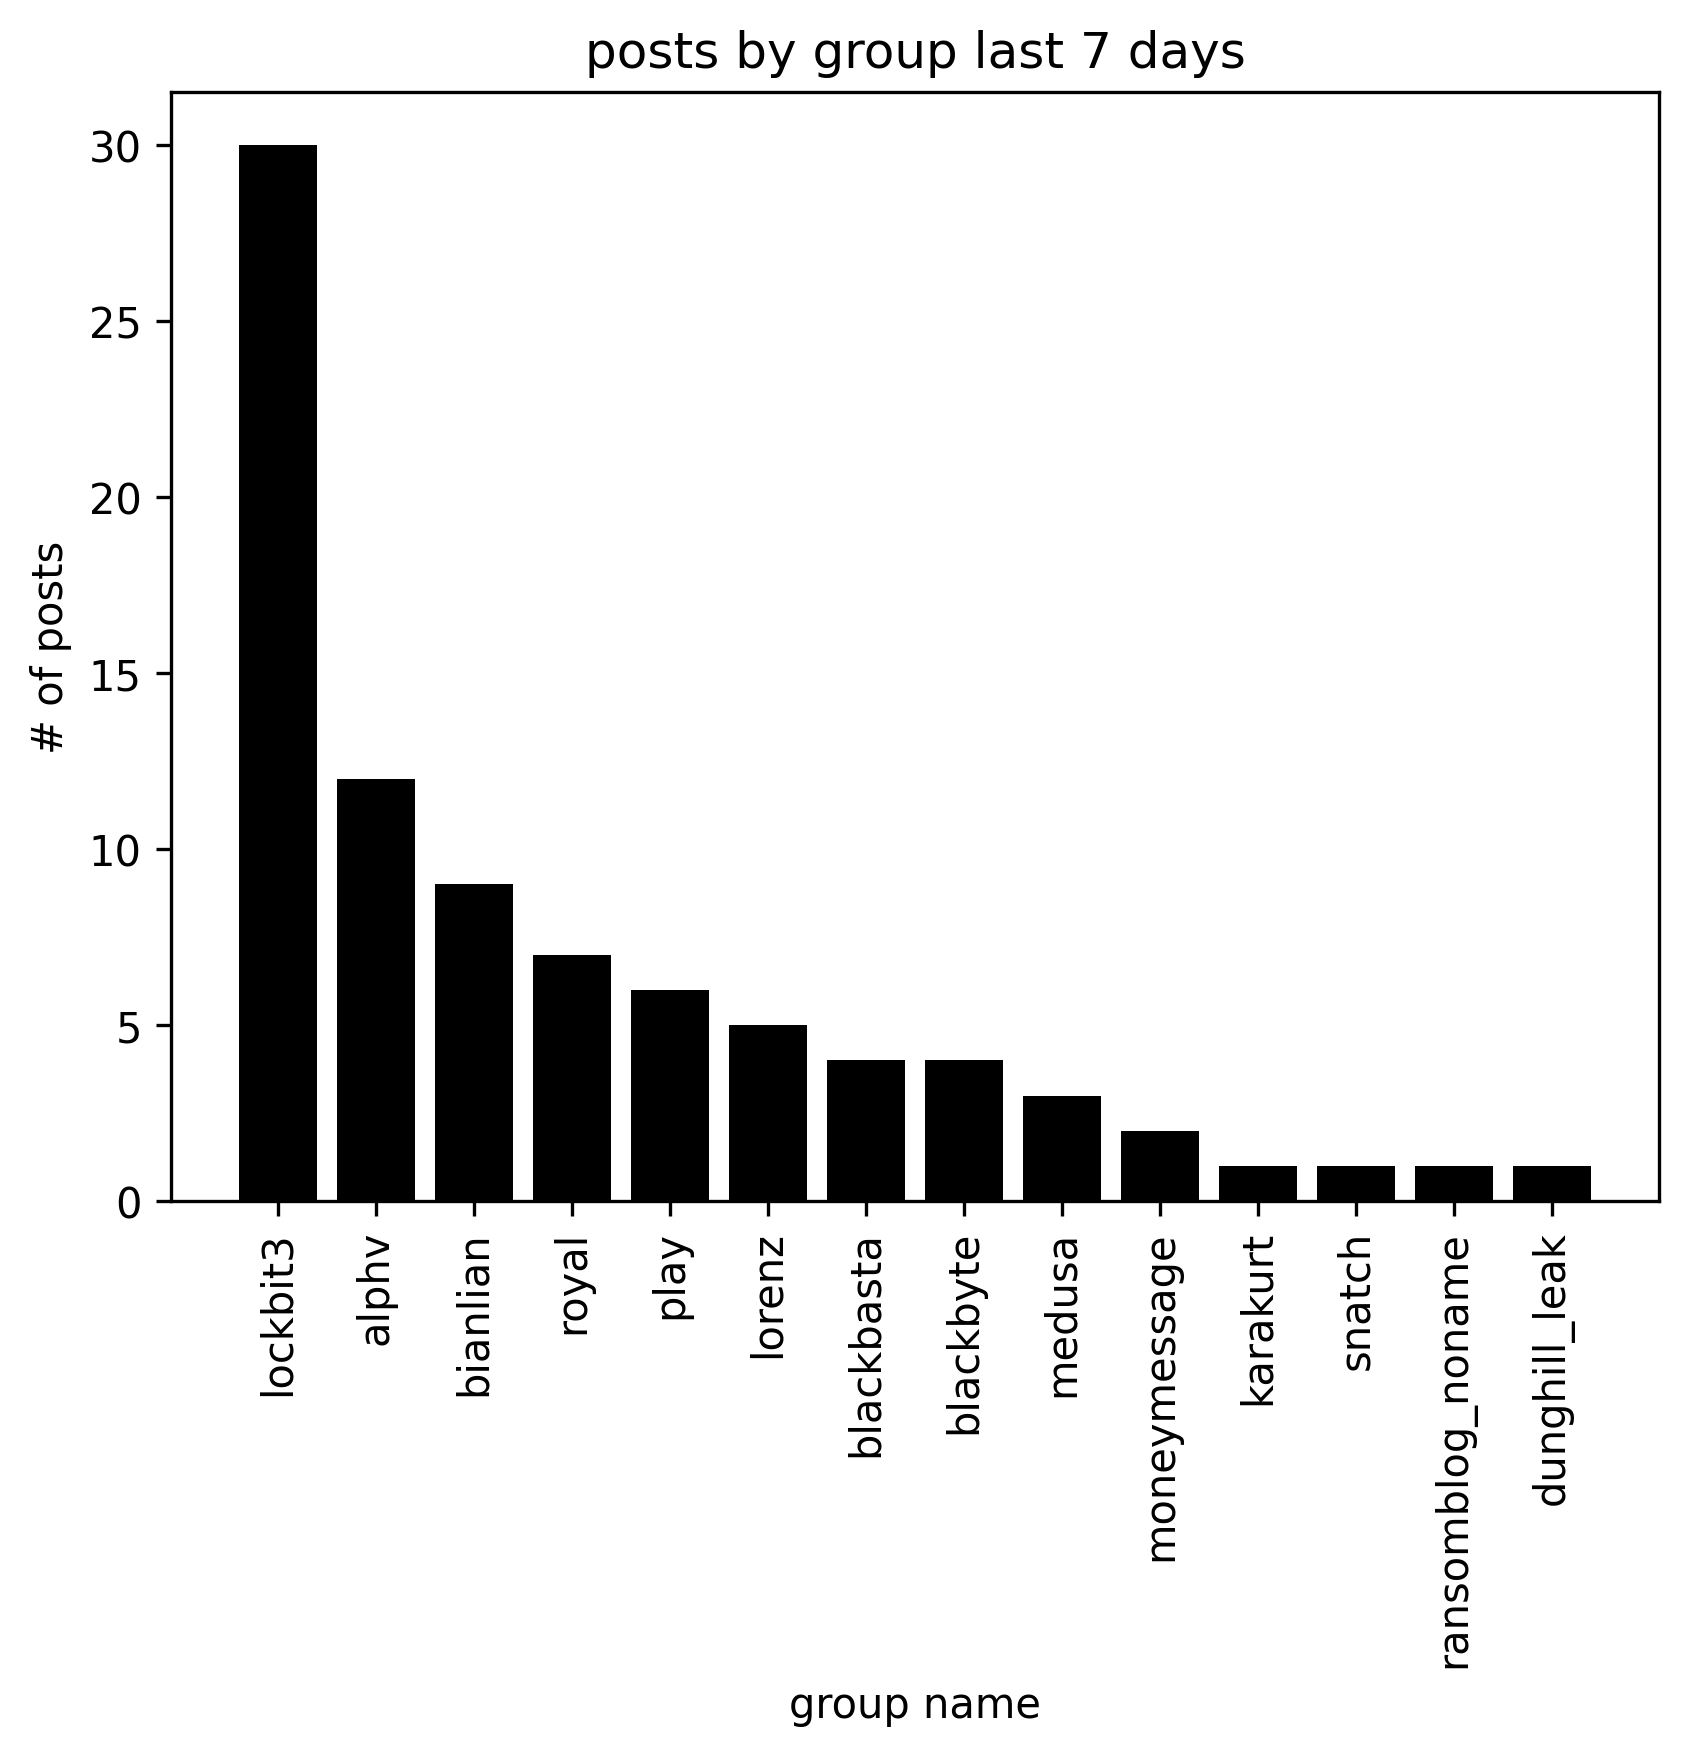 posts by group last 7 days
30
25
20
15
10
5
0
# of posts
lockbit3
alphv
bianlian
royal
play
lorenz
blackbasta
blackbyte
medusa
moneymessage
karakurt
snatch
ransomblog_noname
dunghill_leak
group name